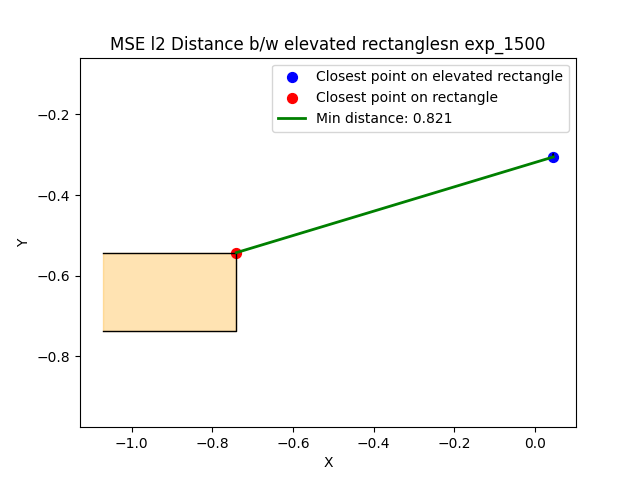 MSE l2 Distance b/w elevated rectanglesn exp_1500
Closest point on elevated rectangle
Closest point on rectangle
Min distance: 0.821
Y
−0.2
−0.4
−0.6
−0.8
−1.0
−0.8
−0.6
−0.4
−0.2
0.0
X